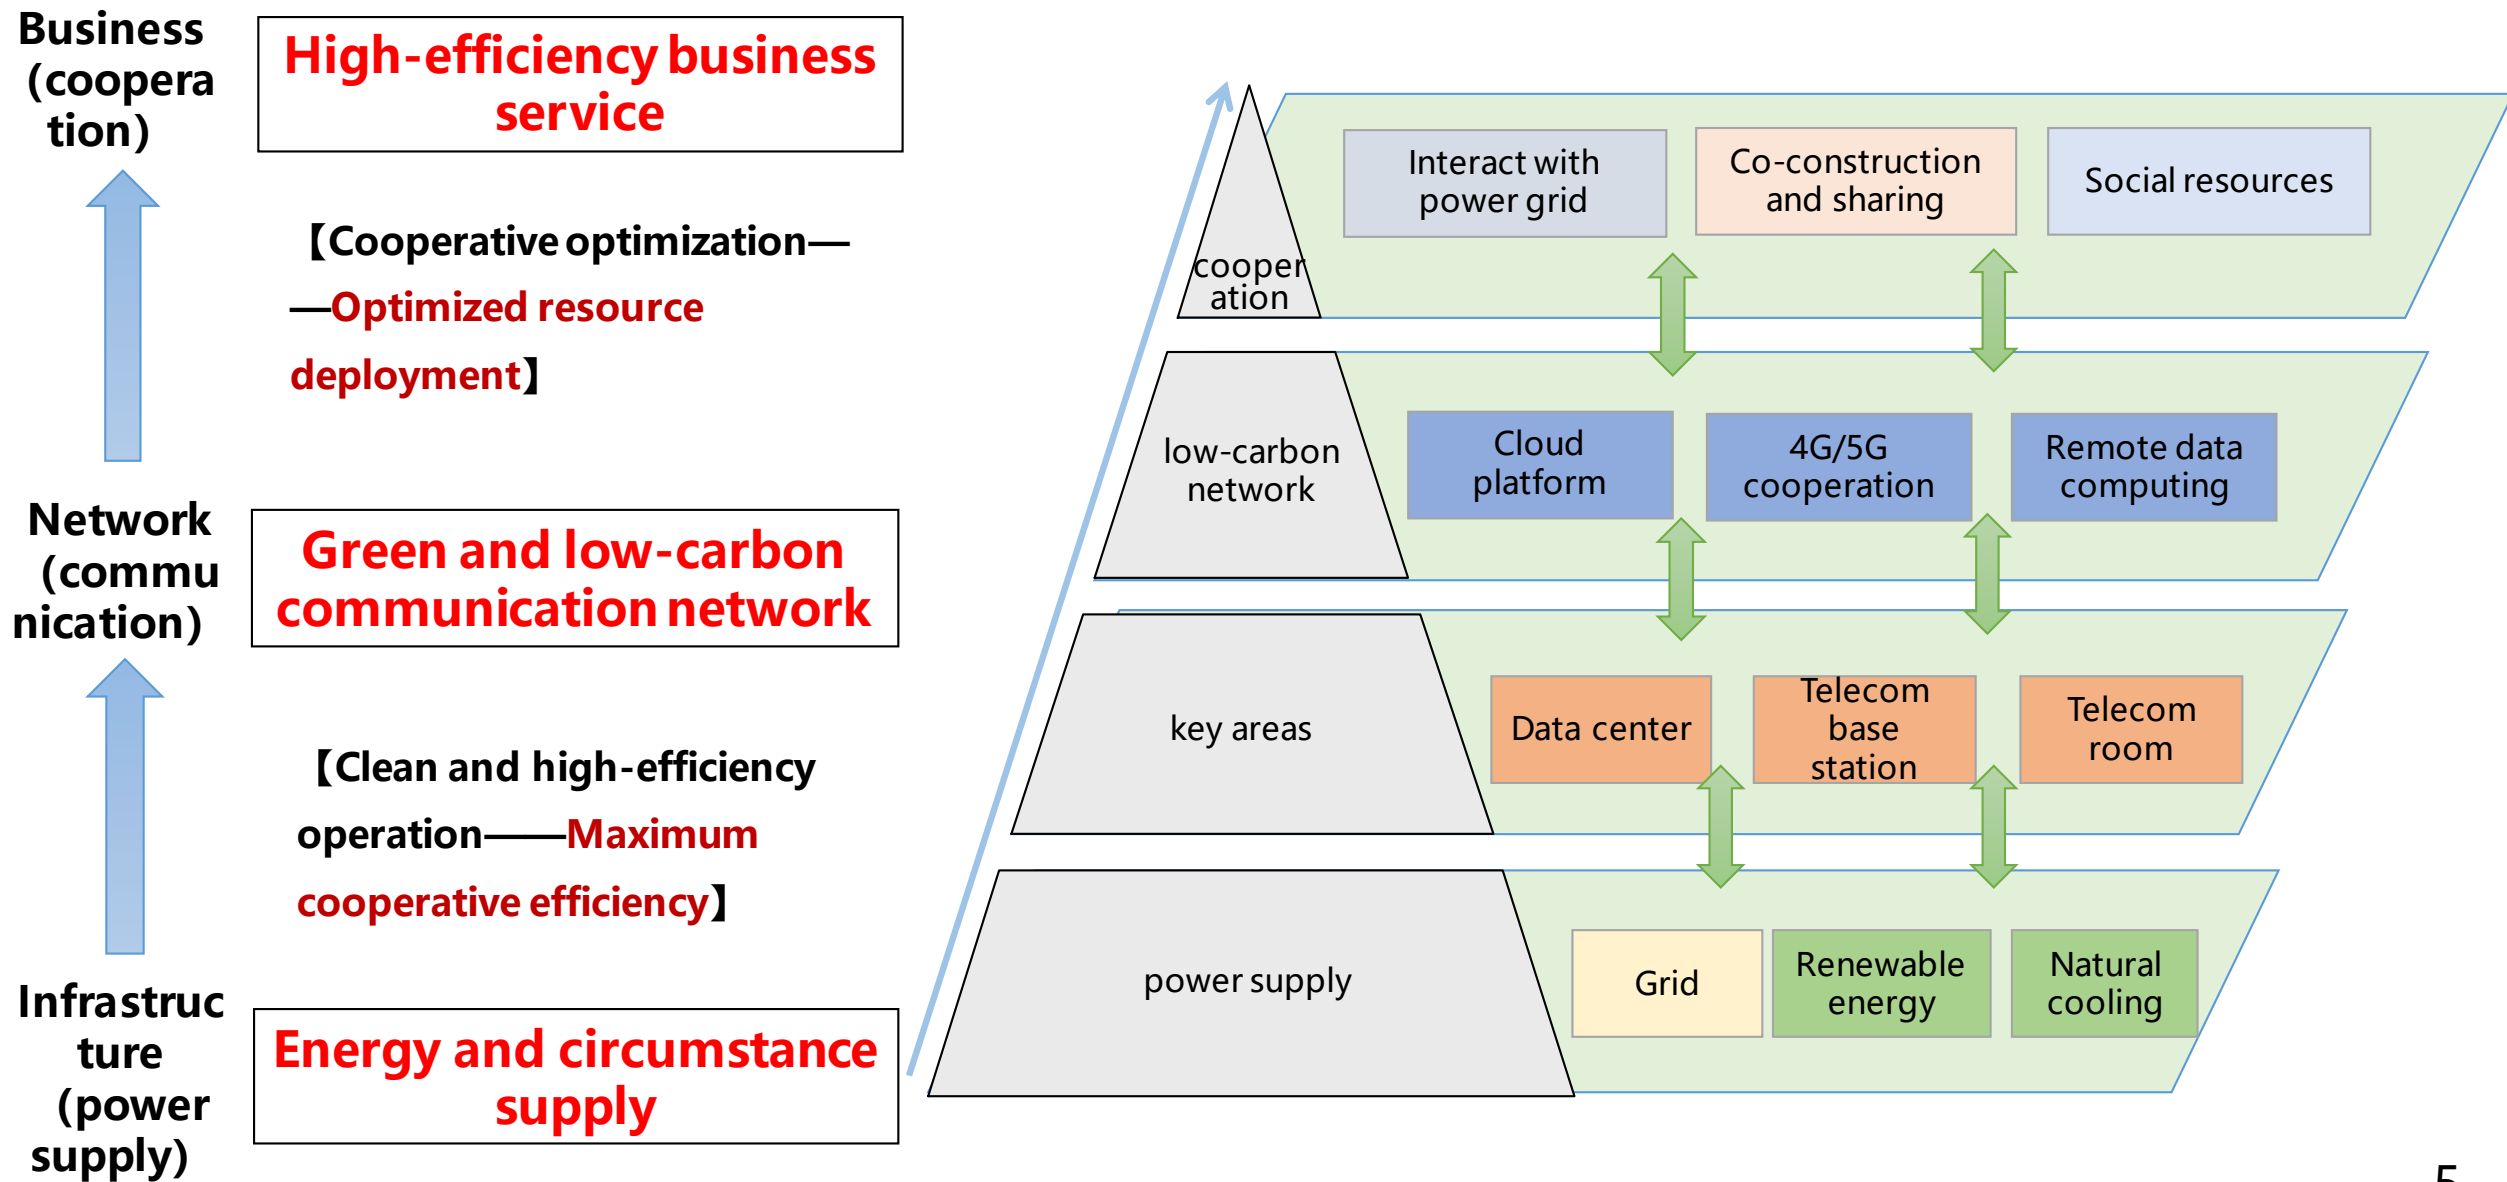 Business
(coopera
tion)
High-efficiency business
service
【Cooperative optimization—
—Optimized resource
deployment】
Network
(commu
nication)
Green and low-carbon
communication network
【Clean and high-efficiency
operation——Maximum
cooperative efficiency】
Infrastruc
ture
(power
supply)
Energy and circumstance
supply
cooper
ation
Interact with
power grid
Co-construction
and sharing
Social resources
low-carbon
network
Cloud
platform
4G/5G
cooperation
Remote data
computing
key areas
Data center
Telecom
base
station
Telecom
room
power supply
Grid
Renewable
energy
Natural
cooling
5